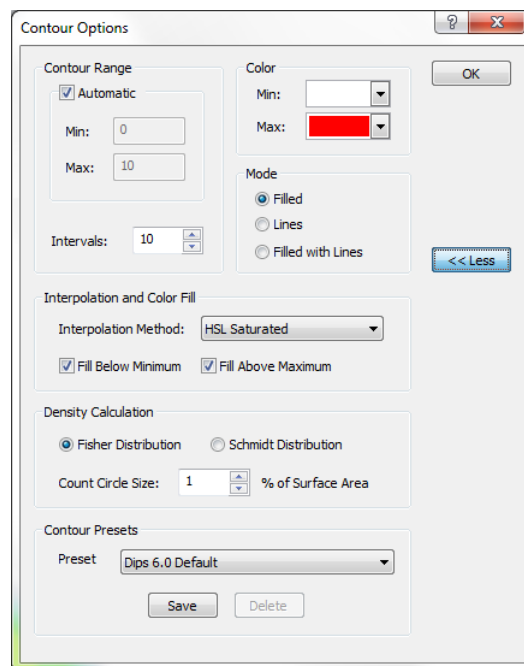 Contour Options
?
X
Contour Range
Automatic
Min: 0
Max: 10
Intervals: 10
Color
Min:
Max:
OK
Mode
Filled
Lines
Filled with Lines
<< Less
Interpolation and Color Fill
Interpolation Method: HSL Saturated
Fill Below Minimum Fill Above Maximum
Density Calculation
Fisher Distribution Schmidt Distribution
Count Circle Size: 1 % of Surface Area
Contour Presets
Preset Dips 6.0 Default
Save Delete